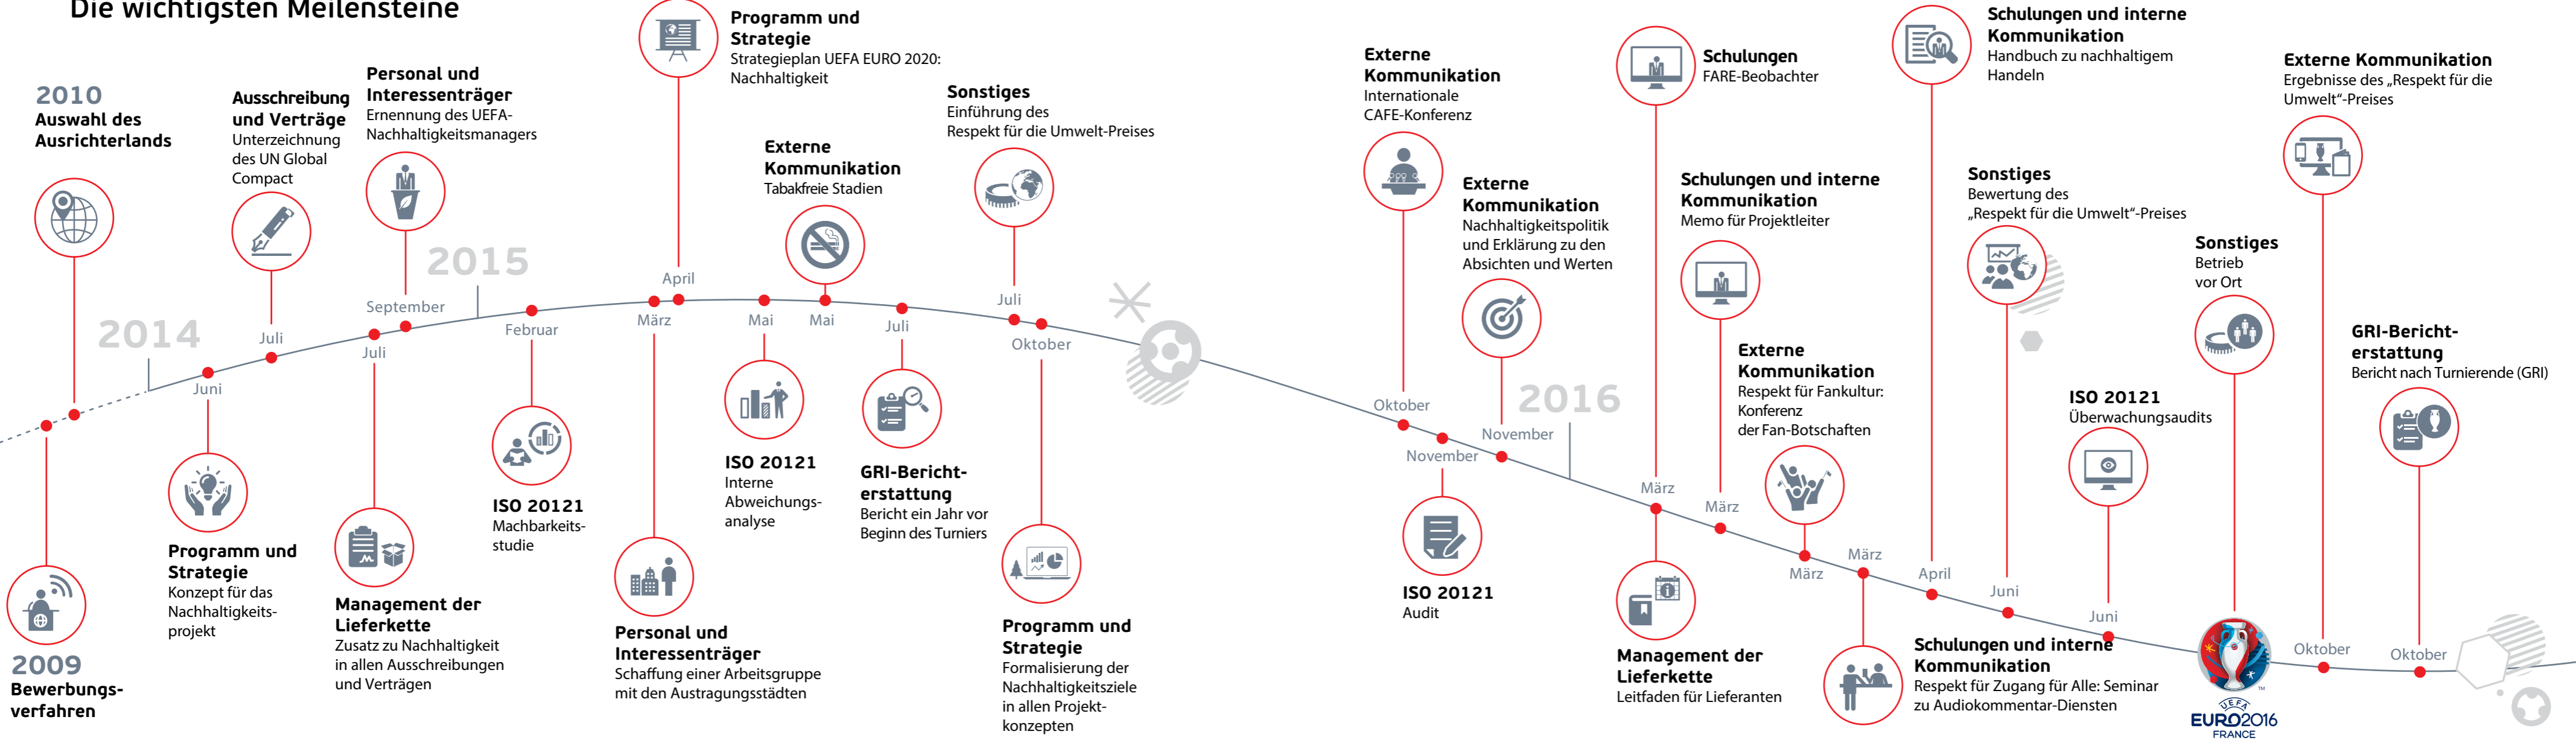 Die wichtigsten Meilensteine
2009
Bewerbungs-
verfahren
2010
Auswahl des
Ausrichterlands
2014
Juni
Programm und
Strategie
Konzept für das
Nachhaltigkeits-
projekt
Ausschreibung
und Verträge
Unterzeichnung
des UN Global
Compact
Juli
Juli
Management der
Lieferkette
Zusatz zu Nachhaltigkeit
in allen Ausschreibungen
und Verträgen
Personal und
Interessenträger
Ernennung des UEFA-
Nachhaltigkeitsmanagers
September
2015
Februar
ISO 20121
Machbarkeits-
studie
März
Personal und
Interessenträger
Schaffung einer Arbeitsgruppe
mit den Austragungsstädten
Programm und
Strategie
Strategieplan UEFA EURO 2020:
Nachhaltigkeit
April
Mai
ISO 20121
Interne
Abweichungs-
analyse
Externe
Kommunikation
Tabakfreie Stadien
Mai
Juli
GRI-Bericht-
erstattung
Bericht ein Jahr vor
Beginn des Turniers
Sonstiges
Einführung des
Respekt für die Umwelt-Preises
Juli
Oktober
Programm und
Strategie
Formalisierung der
Nachhaltigkeitsziele
in allen Projekt-
konzepten
Externe
Kommunikation
Internationale
CAFE-Konferenz
Oktober
November
ISO 20121
Audit
Externe
Kommunikation
Nachhaltigkeitspolitik
und Erklärung zu den
Absichten und Werten
November
2016
Schulungen
FARE-Beobachter
März
Management der
Lieferkette
Leitfaden für Lieferanten
Schulungen und interne
Kommunikation
Memo für Projektleiter
März
Externe
Kommunikation
Respekt für Fankultur:
Konferenz
der Fan-Botschaften
März
März
Schulungen und interne
Kommunikation
Respekt für Zugang für Alle: Seminar
zu Audiokommentar-Diensten
Schulungen und interne
Kommunikation
Handbuch zu nachhaltigem
Handeln
April
Sonstiges
Bewertung des
„Respekt für die Umwelt“-Preises
Juni
ISO 20121
Überwachungsaudits
Juni
Sonstiges
Betrieb
vor Ort
TM
UEFA
EURO2016
FRANCE
Externe Kommunikation
Ergebnisse des „Respekt für die
Umwelt“-Preises
Oktober
GRI-Bericht-
erstattung
Bericht nach Turnierende (GRI)
Oktober